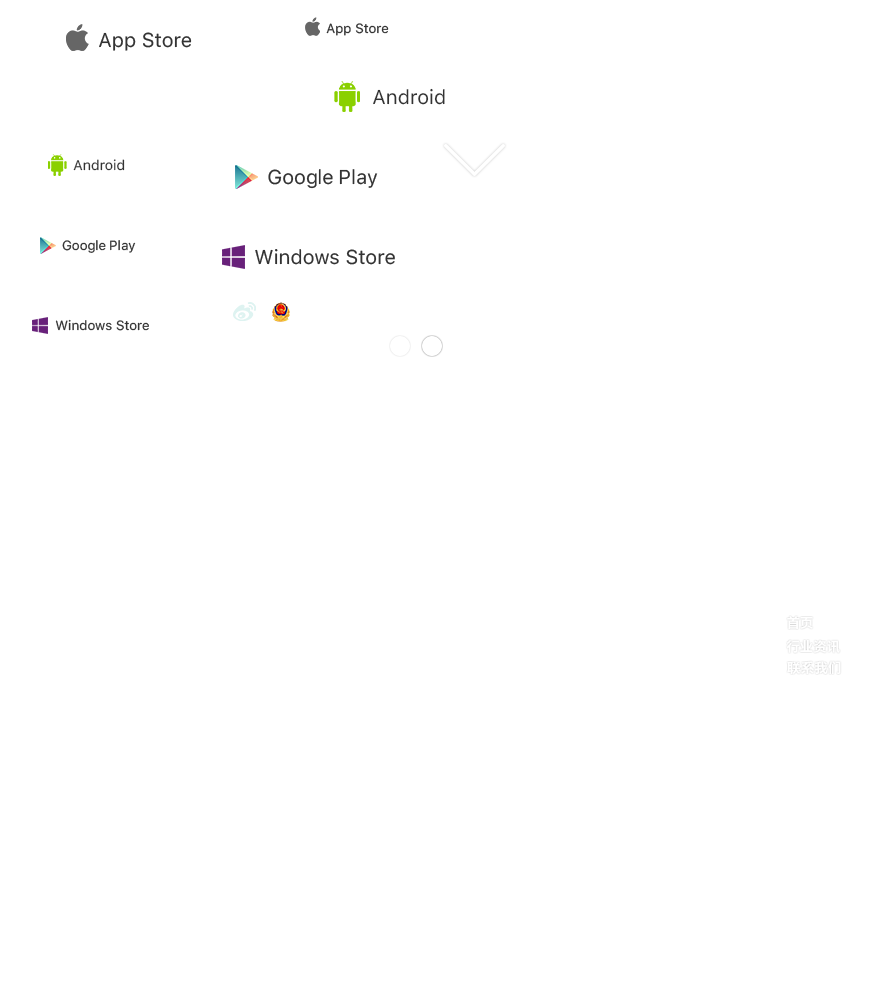 App Store
App Store
Android
Android
Google Play
Google Play
Windows Store
Windows Store
首页
行业资讯
联系我们